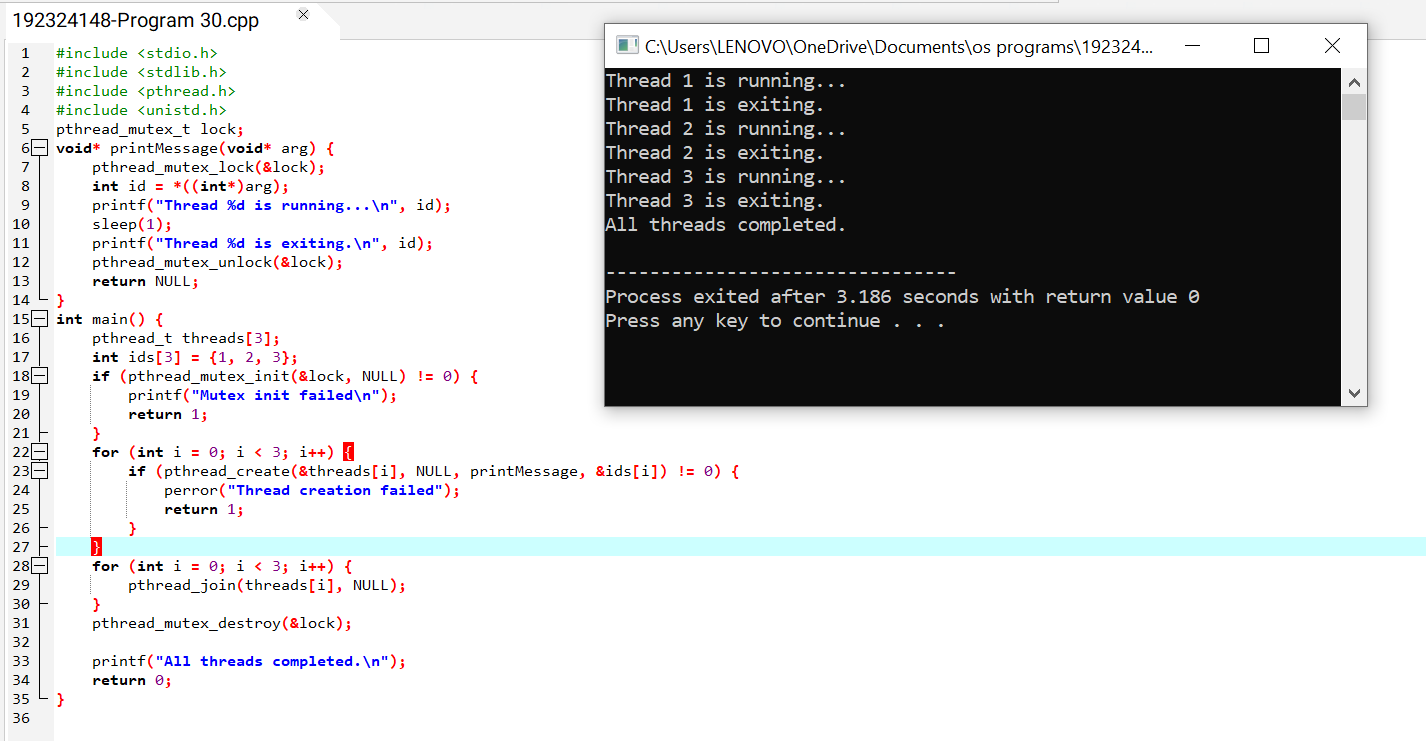 192324148-Program 30.cpp
1 #include <stdio.h>
2 #include <stdlib.h>
3 #include <pthread.h>
4 #include <unistd.h>
5 pthread_mutex_t lock;
6 void* printMessage(void* arg) {
7     pthread_mutex_lock(&lock);
8     int id = *((int*)arg);
9     printf("Thread %d is running...\n", id);
10     sleep(1);
11     printf("Thread %d is exiting.\n", id);
12     pthread_mutex_unlock(&lock);
13     return NULL;
14 }
15 int main() {
16     pthread_t threads[3];
17     int ids[3] = {1, 2, 3};
18     if (pthread_mutex_init(&lock, NULL) != 0) {
19         printf("Mutex init failed\n");
20         return 1;
21     }
22     for (int i = 0; i < 3; i++) {
23         if (pthread_create(&threads[i], NULL, printMessage, &ids[i]) != 0) {
24             perror("Thread creation failed");
25             return 1;
26         }
27     }
28     for (int i = 0; i < 3; i++) {
29         pthread_join(threads[i], NULL);
30     }
31     pthread_mutex_destroy(&lock);
32
33     printf("All threads completed.\n");
34     return 0;
35 }
36
C:\Users\LENOVO\OneDrive\Documents\os programs\192324...
Thread 1 is running...
Thread 1 is exiting.
Thread 2 is running...
Thread 2 is exiting.
Thread 3 is running...
Thread 3 is exiting.
All threads completed.
--------------------------------
Process exited after 3.186 seconds with return value 0
Press any key to continue . . .